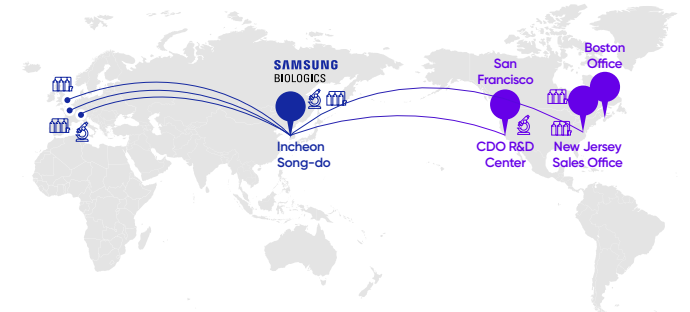 SAMSUNG
BIOLOGICS
Incheon
Song-do
San
Francisco
CDO R&D
Center
Boston
Office
New Jersey
Sales Office